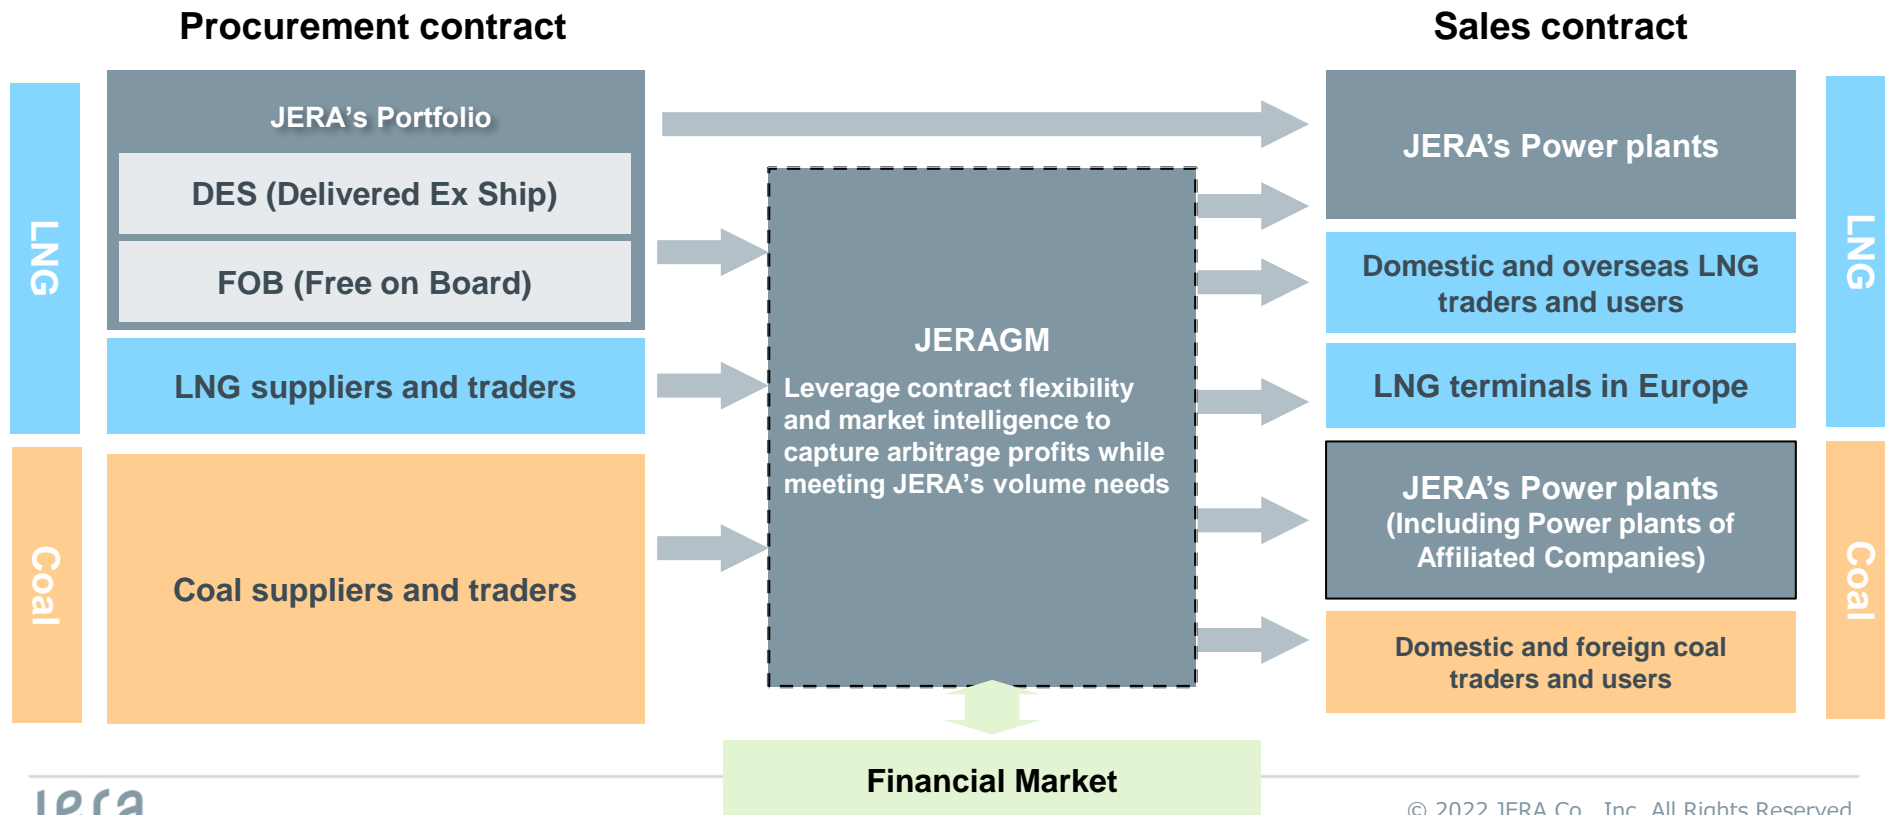 Procurement contract
Sales contract
LNG
JERA's Portfolio
DES (Delivered Ex Ship)
FOB (Free on Board)
LNG suppliers and traders
Coal
Coal suppliers and traders
JERAGM
Leverage contract flexibility
and market intelligence to
capture arbitrage profits while
meeting JERA's volume needs
Financial Market
JERA's Power plants
Domestic and overseas LNG
traders and users
LNG terminals in Europe
LNG
JERA's Power plants
(Including Power plants of
Affiliated Companies)
Domestic and foreign coal
traders and users
Coal
Jera
© 2022 JERA Co., Inc. All Rights Reserved.